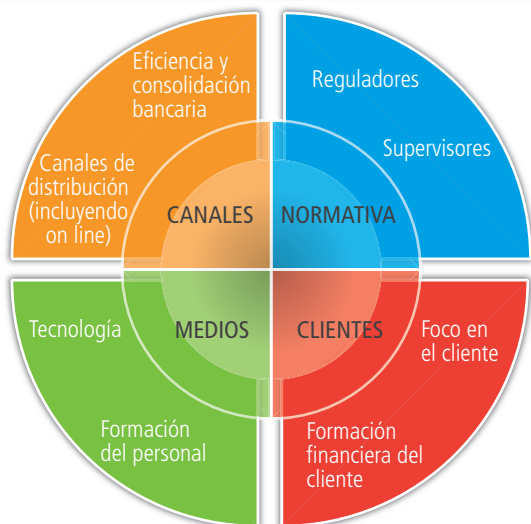 Eficiencia y
consolidación
bancaria
Canales de
distribución
(incluyendo
on line)
CANALES
Reguladores
Supervisores
NORMATIVA
Tecnología
MEDIOS
Formación
del personal
CLIENTES
Foco en
el cliente
Formación
financiera del
cliente